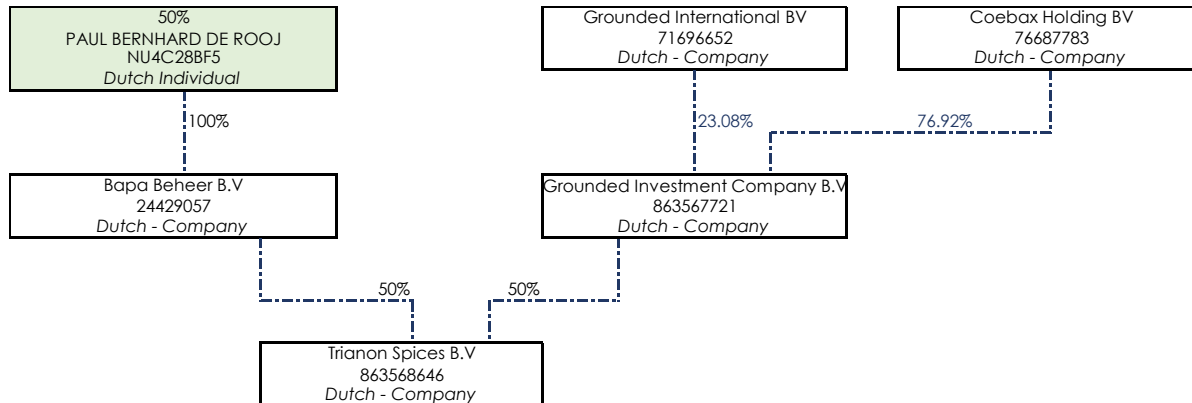 50%
PAUL BERNHARD DE ROOJ
NU4C28BF5
Dutch Individual
Grounded International BV
71696652
Dutch - Company
Coebax Holding BV
76687783
Dutch - Company
100%
23.08%
76.92%
Bapa Beheer B.V
24429057
Dutch - Company
Grounded Investment Company B.V
863567721
Dutch - Company
50%
50%
Trianon Spices B.V
863568646
Dutch - Company